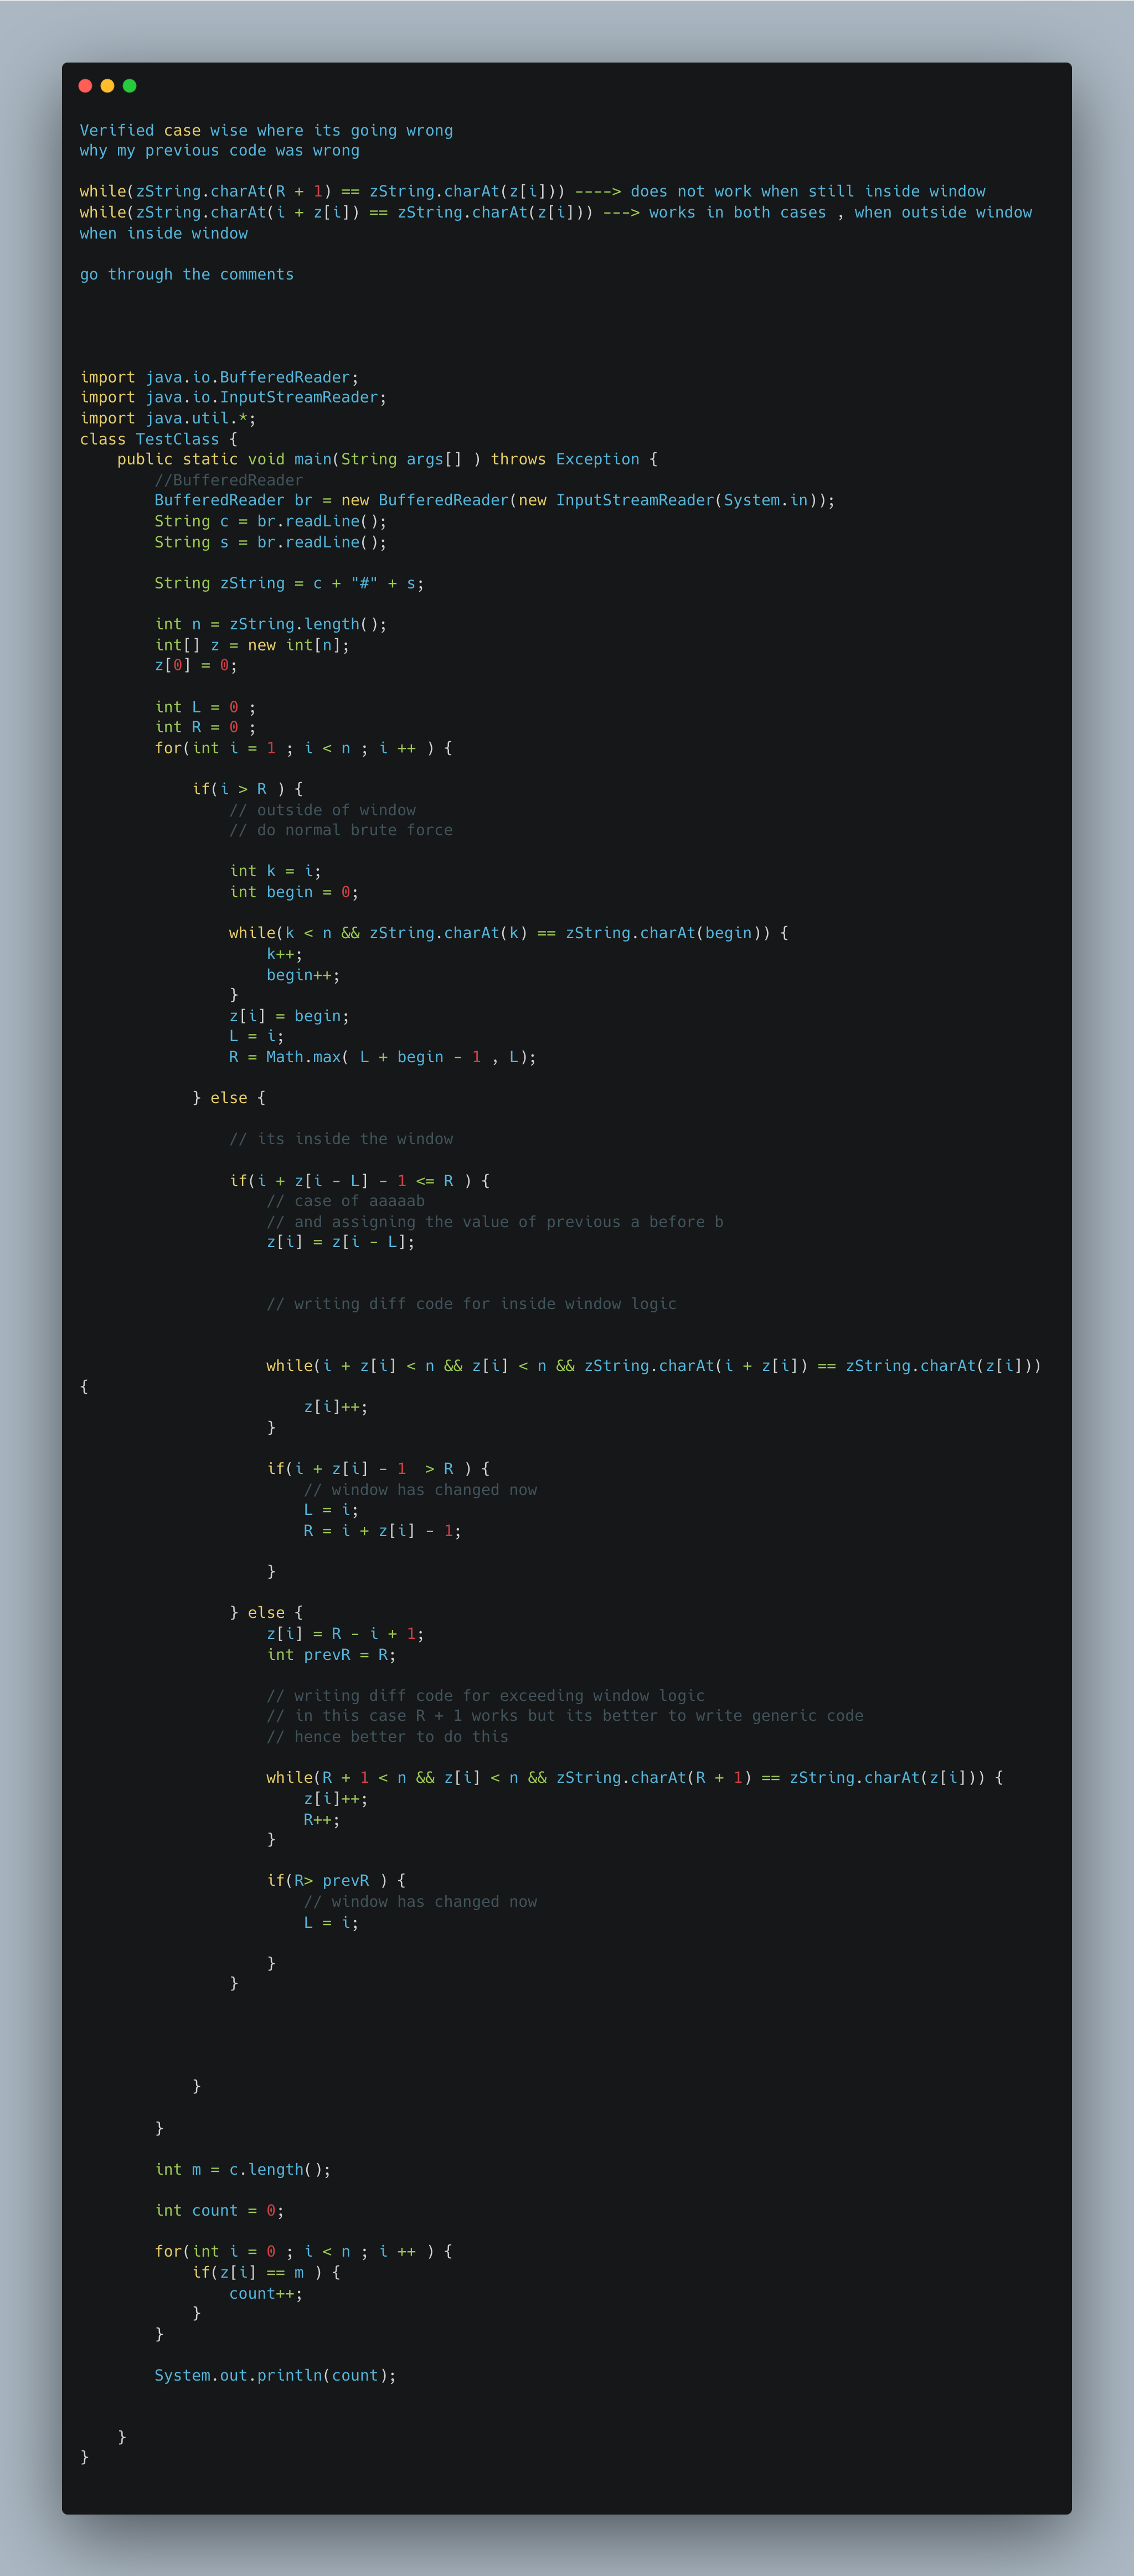 Verified case wise where its going wrong
why my previous code was wrong

while(zString.charAt(R + 1) == zString.charAt(z[i])) ----> does not work when still inside window
while(zString.charAt(i + z[i]) == zString.charAt(z[i])) ---> works in both cases , when outside window
when inside window

go through the comments

import java.io.BufferedReader;
import java.io.InputStreamReader;
import java.util.*;
class TestClass {
    public static void main(String args[] ) throws Exception {
        //BufferedReader
        BufferedReader br = new BufferedReader(new InputStreamReader(System.in));
        String c = br.readLine();
        String s = br.readLine();

        String zString = c + "#" + s;

        int n = zString.length();
        int[] z = new int[n];
        z[0] = 0;

        int L = 0 ;
        int R = 0 ;
        for(int i = 1 ; i < n ; i ++ ) {

            if(i > R ) {
                // outside of window
                // do normal brute force

                int k = i;
                int begin = 0;

                while(k < n && zString.charAt(k) == zString.charAt(begin)) {
                    k++;
                    begin++;
                }
                z[i] = begin;
                L = i;
                R = Math.max( L + begin - 1 , L);

            } else {

                // its inside the window

                if(i + z[i - L] - 1 <= R ) {
                    // case of aaaaab
                    // and assigning the value of previous a before b
                    z[i] = z[i - L];

                    // writing diff code for inside window logic

                    while(i + z[i] < n && z[i] < n && zString.charAt(i + z[i]) == zString.charAt(z[i]))
{
                        z[i]++;
                    }

                    if(i + z[i] - 1  > R ) {
                        // window has changed now
                        L = i;
                        R = i + z[i] - 1;

                    }

                } else {
                    z[i] = R - i + 1;
                    int prevR = R;

                    // writing diff code for exceeding window logic
                    // in this case R + 1 works but its better to write generic code
                    // hence better to do this

                    while(R + 1 < n && z[i] < n && zString.charAt(R + 1) == zString.charAt(z[i])) {
                        z[i]++;
                        R++;
                    }

                    if(R> prevR ) {
                        // window has changed now
                        L = i;

                    }
                }

            }

        }

        int m = c.length();

        int count = 0;

        for(int i = 0 ; i < n ; i ++ ) {
            if(z[i] == m ) {
                count++;
            }
        }

        System.out.println(count);

    }
}